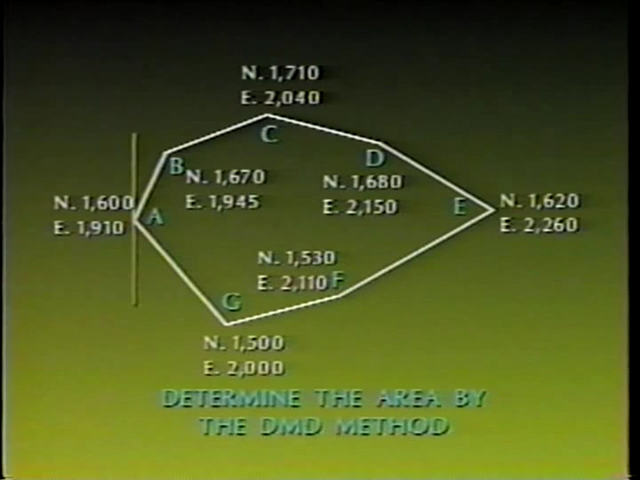 N. 1,710
E. 2,040
C
B
N. 1,670
E. 1,945
D
N. 1,680
E. 2,150
N. 1,600
E. 1,910
A
E
N. 1,620
E. 2,260
N. 1,530
E. 2,110
F
G
N. 1,500
E. 2,000
DETERMINE THE AREA BY
THE DMD METHOD